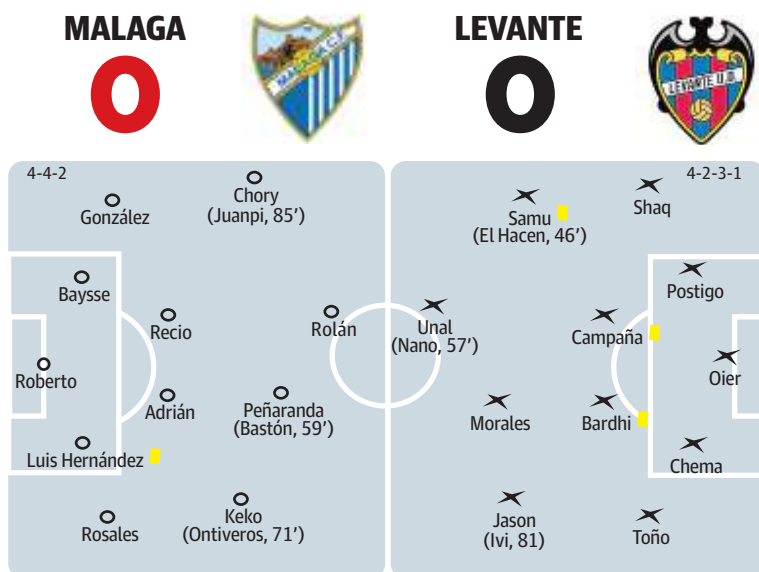 MALAGA
0
MALAGA C.F.
LEVANTE
0
LEVANTE U.D.
4-4-2
González
Chory
(Juanpi, 85’)
Baysse
Recio
Rolán
Roberto
Adrián
Peñaranda
(Bastón, 59’)
Luis Hernández
Rosales
Keko
(Ontiveros, 71’)
4-2-3-1
Samu
(El Hacen, 46’)
Shaq
Postigo
Unal
(Nano, 57’)
Campaña
Oier
Morales
Bardhi
Chema
Jason
(Ivi, 81)
Toño